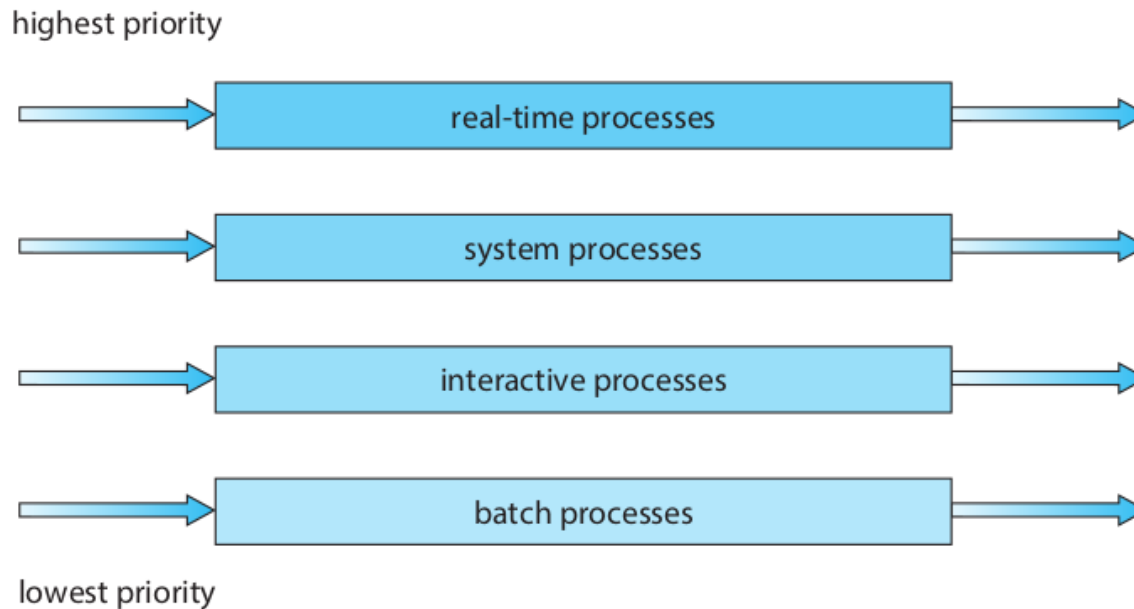 highest priority
real-time processes
system processes
interactive processes
batch processes
lowest priority